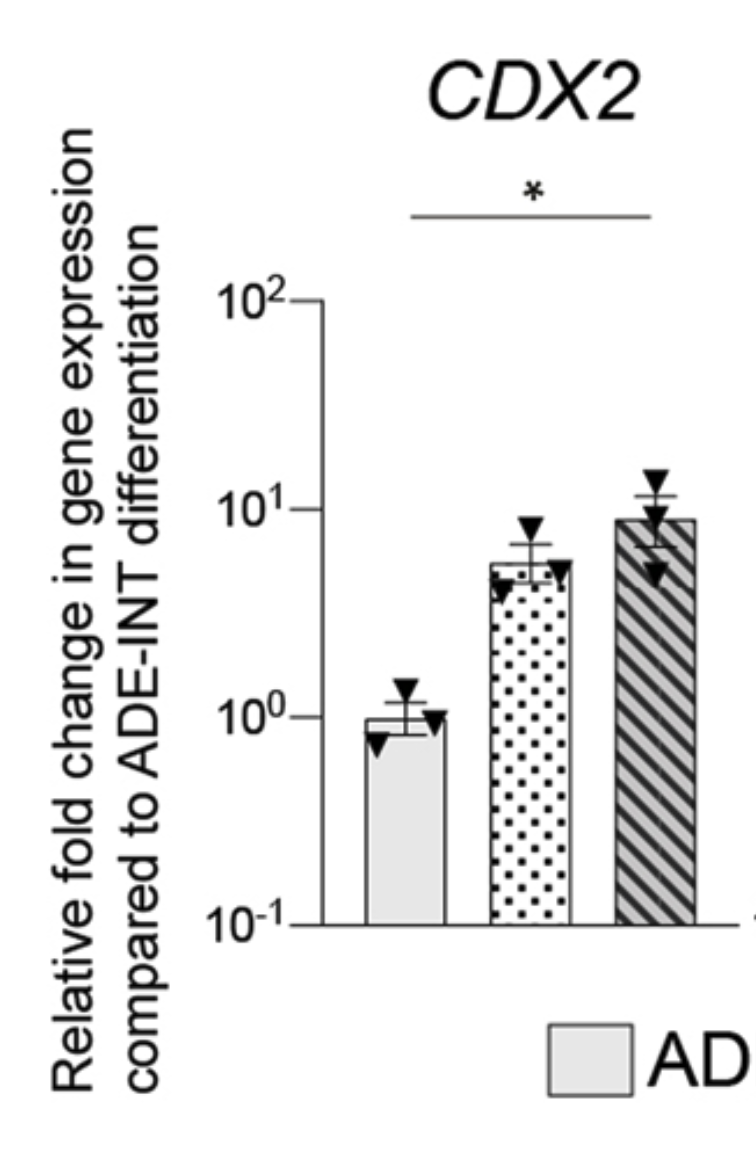 CDX2
*
Relative fold change in gene expression
compared to ADE-INT differentiation
10²
10¹
10⁰
10⁻¹
AD